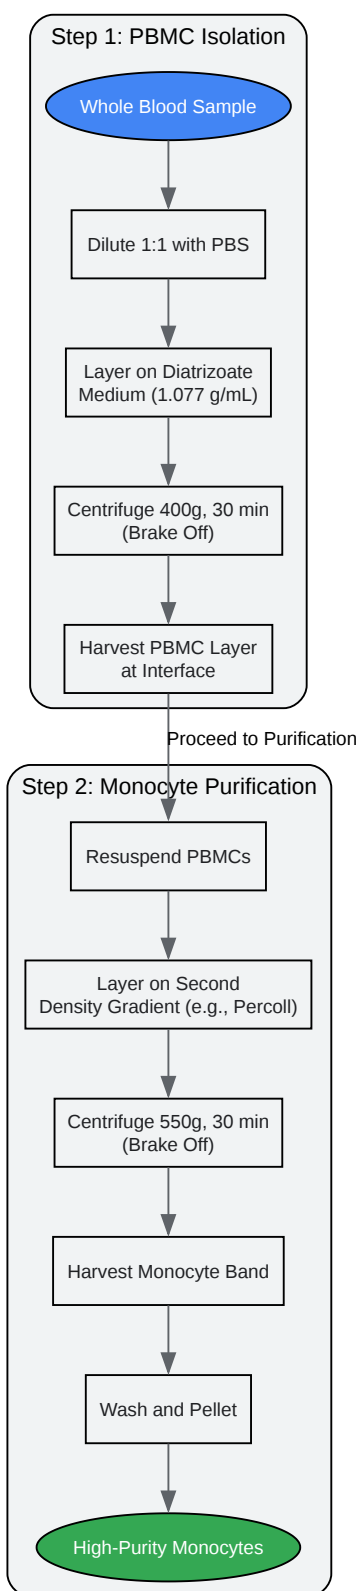 Step 1: PBMC Isolation
Whole Blood Sample
Dilute 1:1 with PBS
Layer on Diatrizoate
Medium (1.077 g/mL)
Centrifuge 400g, 30 min
(Brake Off)
Harvest PBMC Layer
at Interface
Proceed to Purification
Step 2: Monocyte Purification
Resuspend PBMCs
Layer on Second
Density Gradient (e.g., Percoll)
Centrifuge 550g, 30 min
(Brake Off)
Harvest Monocyte Band
Wash and Pellet
High-Purity Monocytes